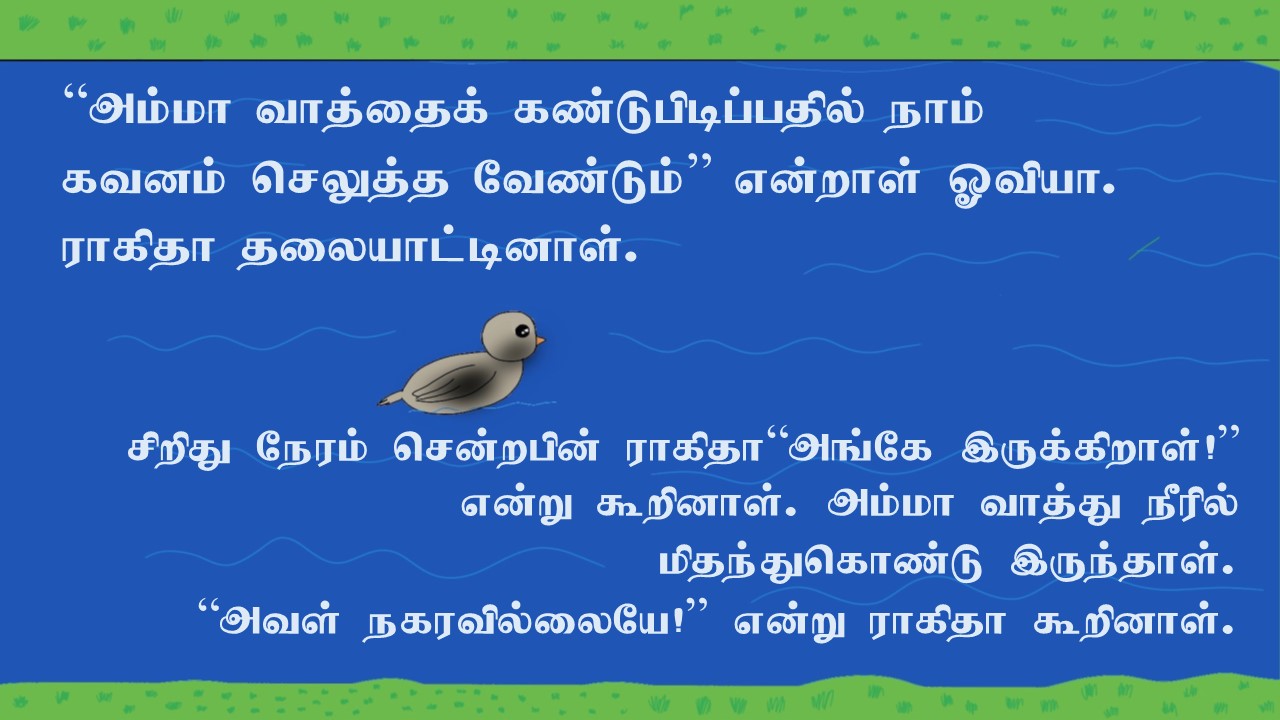 “அம்மா வாத்தைக் கண்டுபிடிப்பதில் நாம்
கவனம் செலுத்த வேண்டும்” என்றாள் ஓவியா.
ராகிதா தலையாட்டினாள்.
சிறிது நேரம் சென்றபின் ராகிதா“அங்கே இருக்கிறாள்!”
என்று கூறினாள். அம்மா வாத்து நீரில்
மிதந்துகொண்டு இருந்தாள்.
“அவள் நகரவில்லையே!” என்று ராகிதா கூறினாள்.